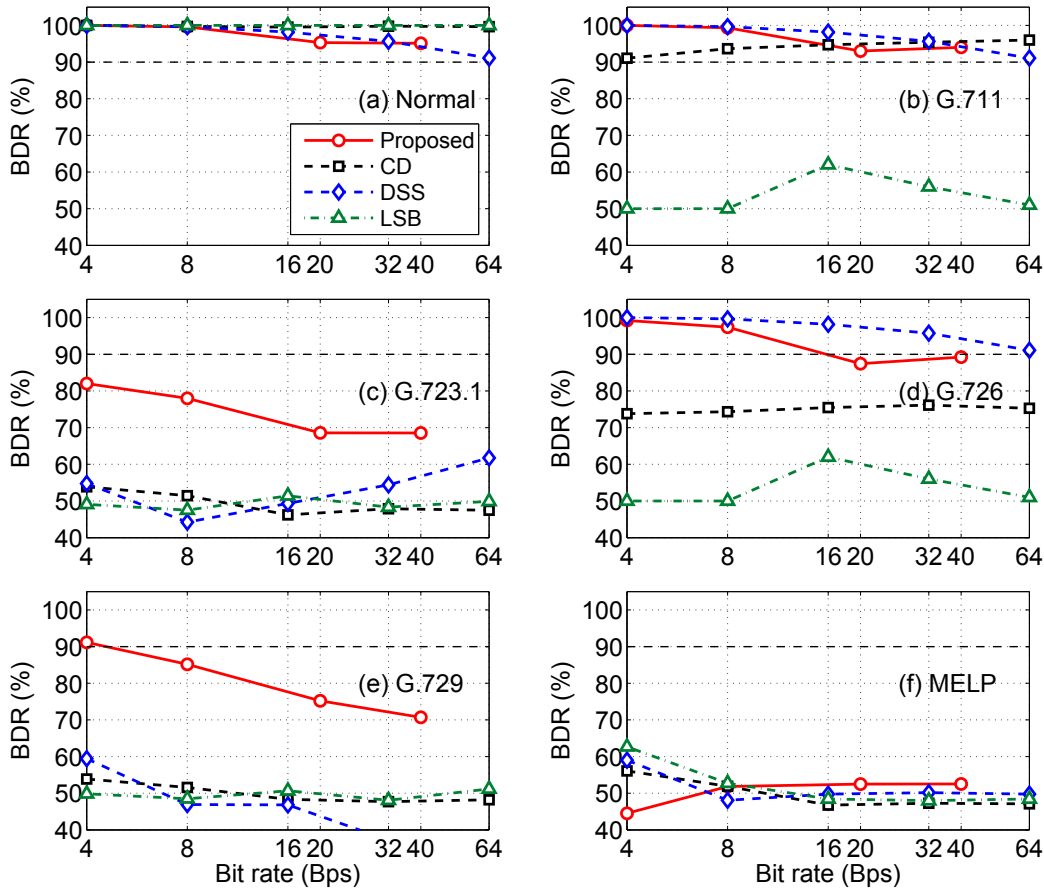 100
90
80
70
60
50
40
BDR (%)
(a) Normal
Proposed
CD
DSS
LSB
4 8 16 20 32 40 64
100
90
80
70
60
50
40
BDR (%)
(b) G.711
4 8 16 20 32 40 64
100
90
80
70
60
50
40
BDR (%)
(c) G.723.1
4 8 16 20 32 40 64
100
90
80
70
60
50
40
BDR (%)
(d) G.726
4 8 16 20 32 40 64
100
90
80
70
60
50
40
BDR (%)
(e) G.729
4 8 16 20 32 40 64
Bit rate (Bps)
100
90
80
70
60
50
40
BDR (%)
(f) MELP
4 8 16 20 32 40 64
Bit rate (Bps)